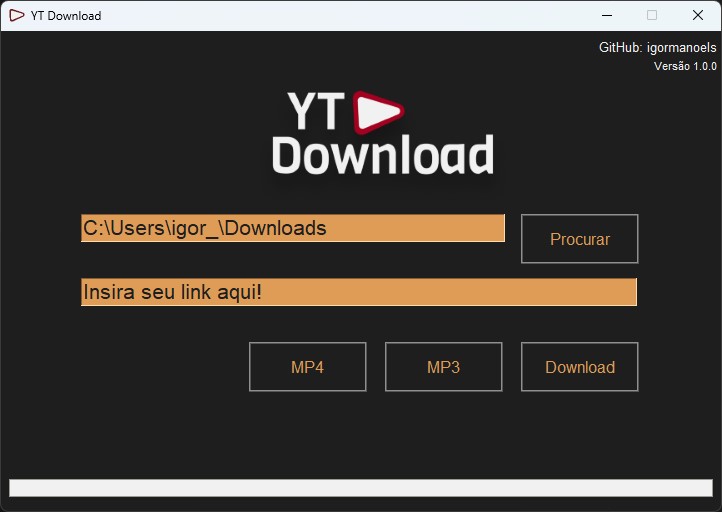 YT Download
GitHub: igormanoels
Versão 1.0.0
YT
Download
C:\Users\igor_\Downloads
Procurar
Insira seu link aqui!
MP4
MP3
Download